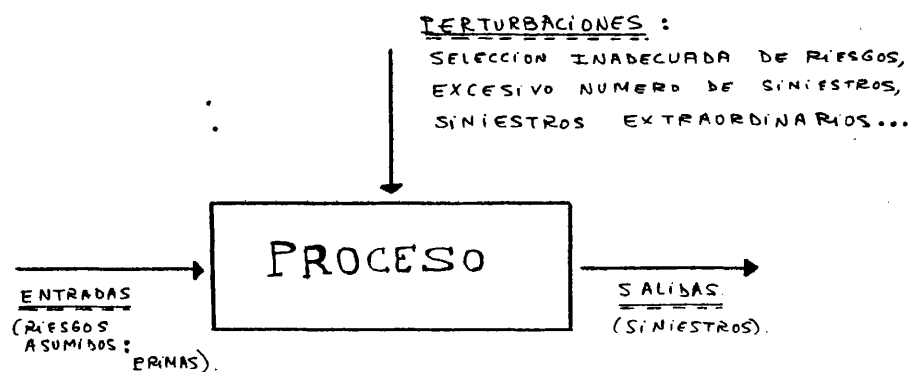 PERTURBACIONES :
SELECCION INADECUADA DE RIESGOS,
EXCESIVO NUMERO DE SINIESTROS,
SINIESTROS EXTRAORDINARIOS...
PROCESO
ENTRADAS
(RIESGOS
ASUMIDOS :
PRIMAS).
SALIDAS.
(SINIESTROS).